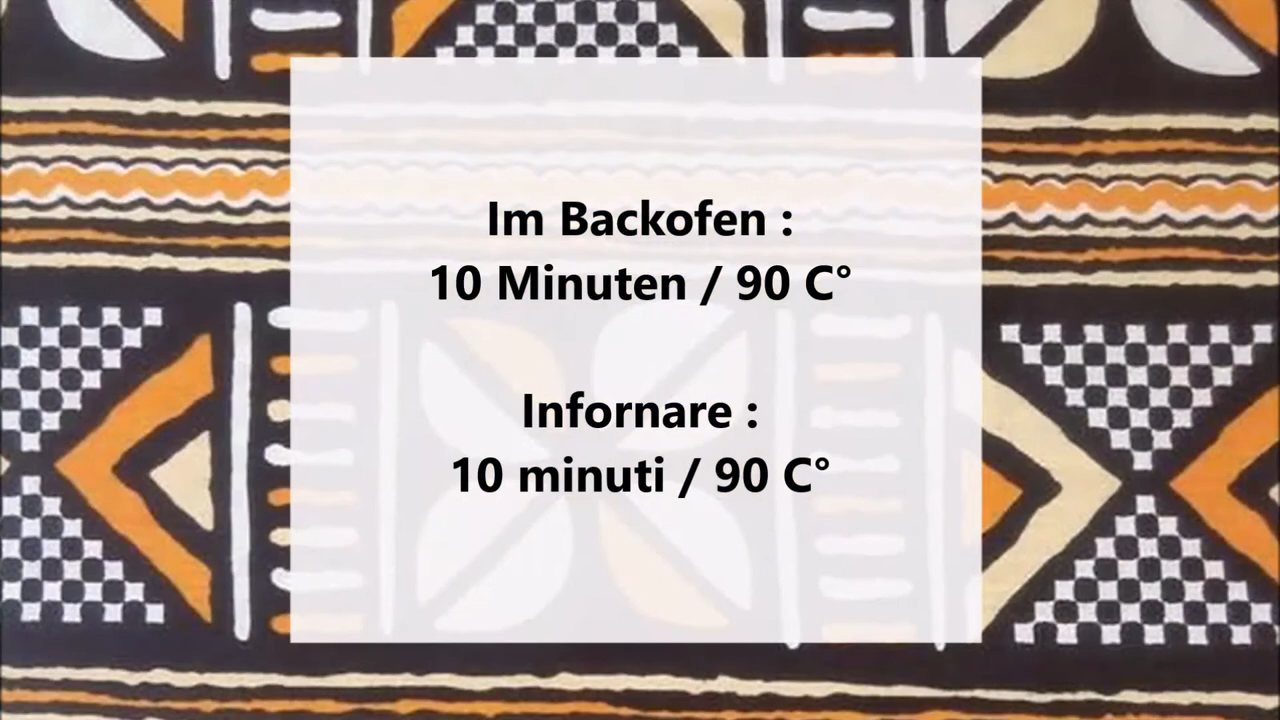 Im Backofen :
10 Minuten / 90 C°
Infornare :
10 minuti / 90 C°